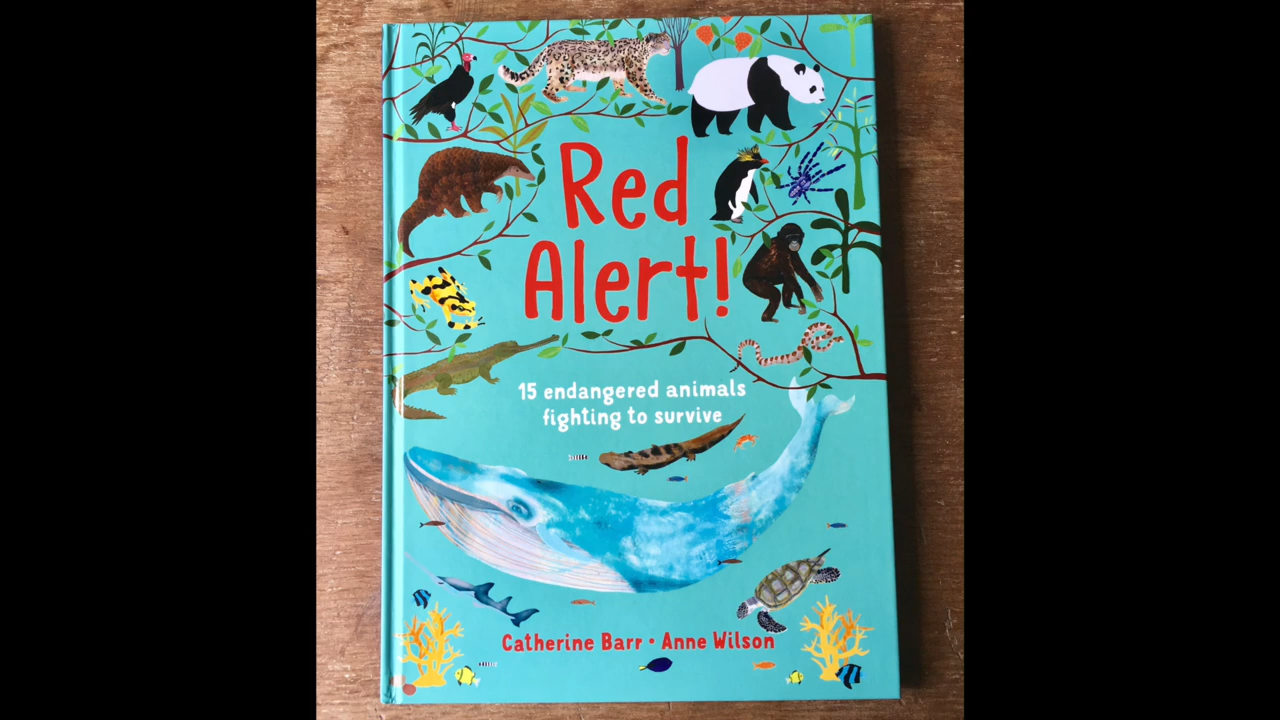 Red
Alert!
15 endangered animals
fighting to survive
Catherine Barr • Anne Wilson